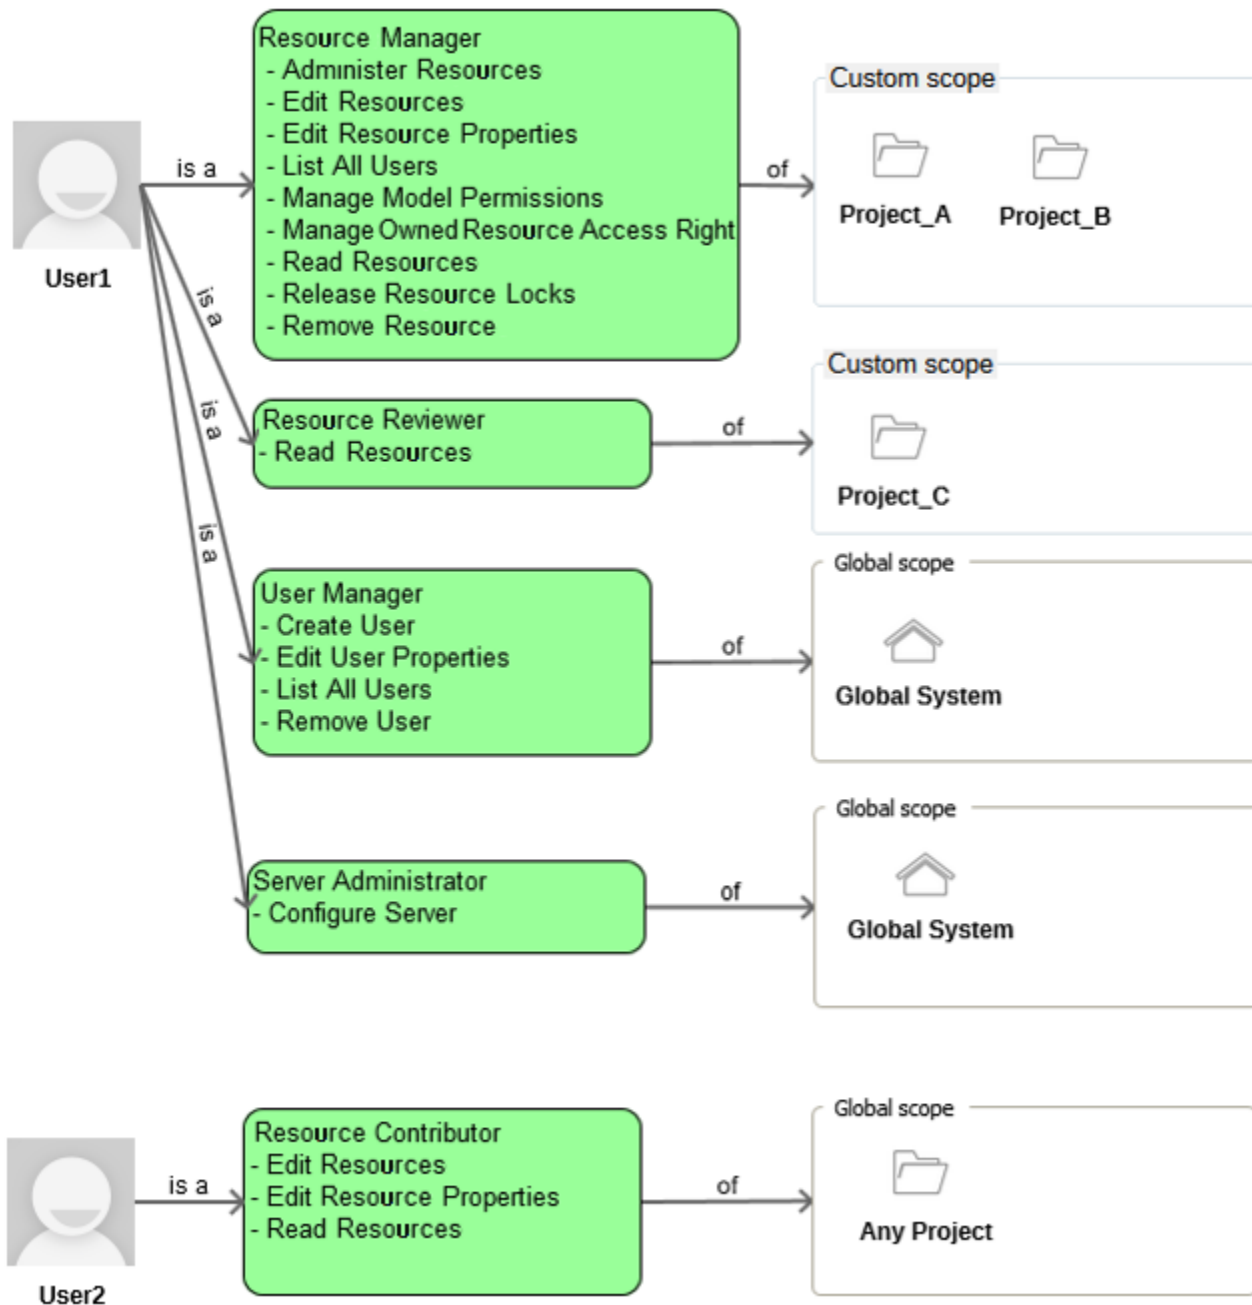 Resource Manager
- Administer Resources
- Edit Resources
- Edit Resource Properties
- List All Users
- Manage Model Permissions
- Manage Owned Resource Access Right
- Read Resources
- Release Resource Locks
- Remove Resource
is a
User1
of
Custom scope
Project_A
Project_B
is a
Resource Reviewer
- Read Resources
of
Custom scope
Project_C
is a
User Manager
- Create User
- Edit User Properties
- List All Users
- Remove User
of
Global scope
Global System
is a
Server Administrator
- Configure Server
of
Global scope
Global System
User2
is a
Resource Contributor
- Edit Resources
- Edit Resource Properties
- Read Resources
of
Global scope
Any Project